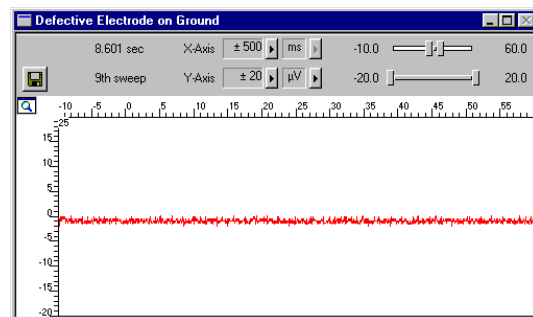 Defective Electrode on Ground
8.601 sec X-Axis ± 500 ms -10.0 60.0
9th sweep Y-Axis ± 20 µV -20.0 20.0
-10 -5 0 5 10 15 20 25 30 35 40 45 50 55
25
15
10
5
0
-5
-10
-15
-20